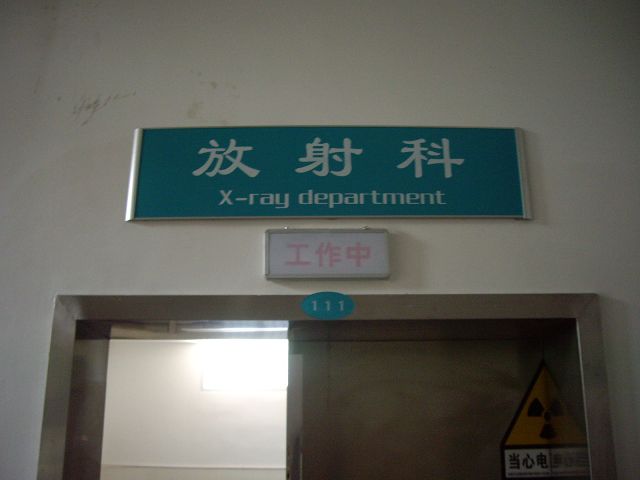 放射科
X-ray department
工作中
111
当心电